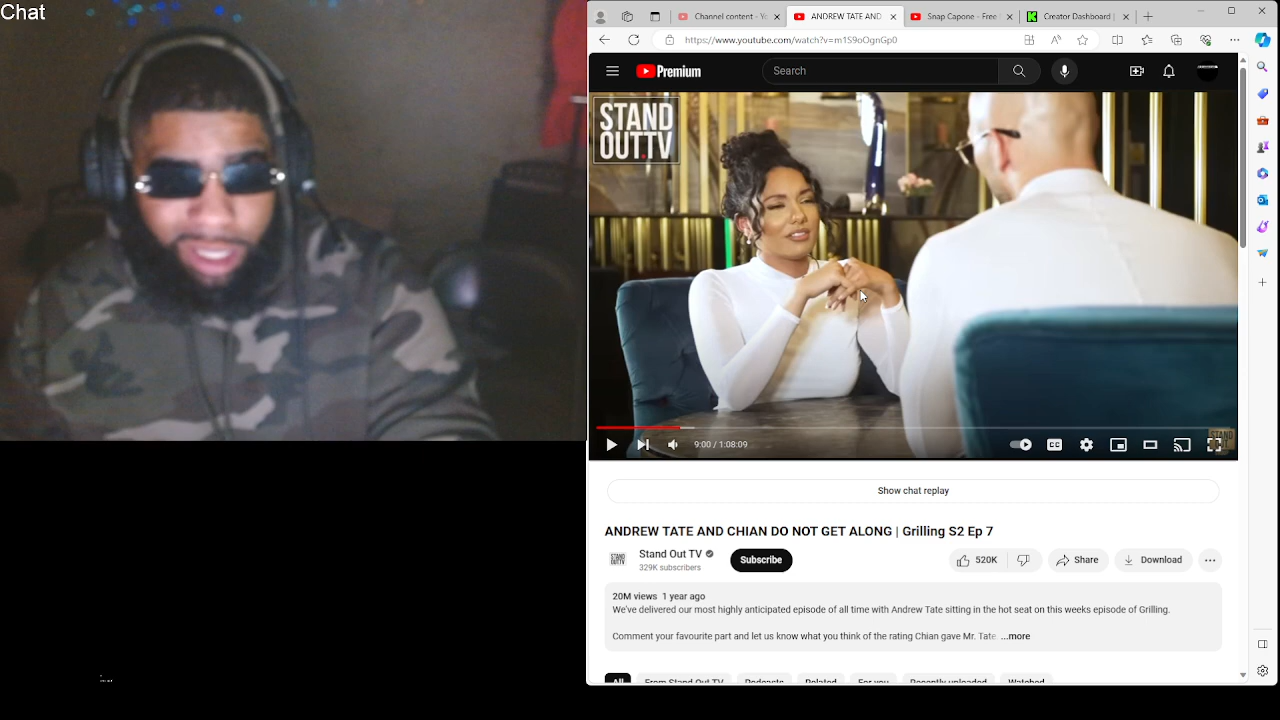 Chat
Channel content - Yo
ANDREW TATE AND
Snap Capone - Free
Creator Dashboard |
https://www.youtube.com/watch?v=m1S9oOgnGp0
Premium
Search
STAND
OUTTV
9:00 / 1:08:09
CC
Show chat replay
ANDREW TATE AND CHIAN DO NOT GET ALONG | Grilling S2 Ep 7
Stand Out TV
329K subscribers
Subscribe
520K
Share
Download
20M views 1 year ago
We've delivered our most highly anticipated episode of all time with Andrew Tate sitting in the hot seat on this weeks episode of Grilling.
Comment your favourite part and let us know what you think of the rating Chian gave Mr. Tate. ...more
All
From Stand Out TV
Podcasts
Related
For you
Recently uploaded
Watched